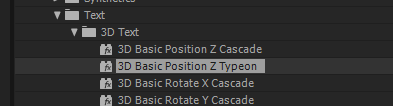 Text
3D Text
3D Basic Position Z Cascade
3D Basic Position Z Typeon
3D Basic Rotate X Cascade
3D Basic Rotate Y Cascade